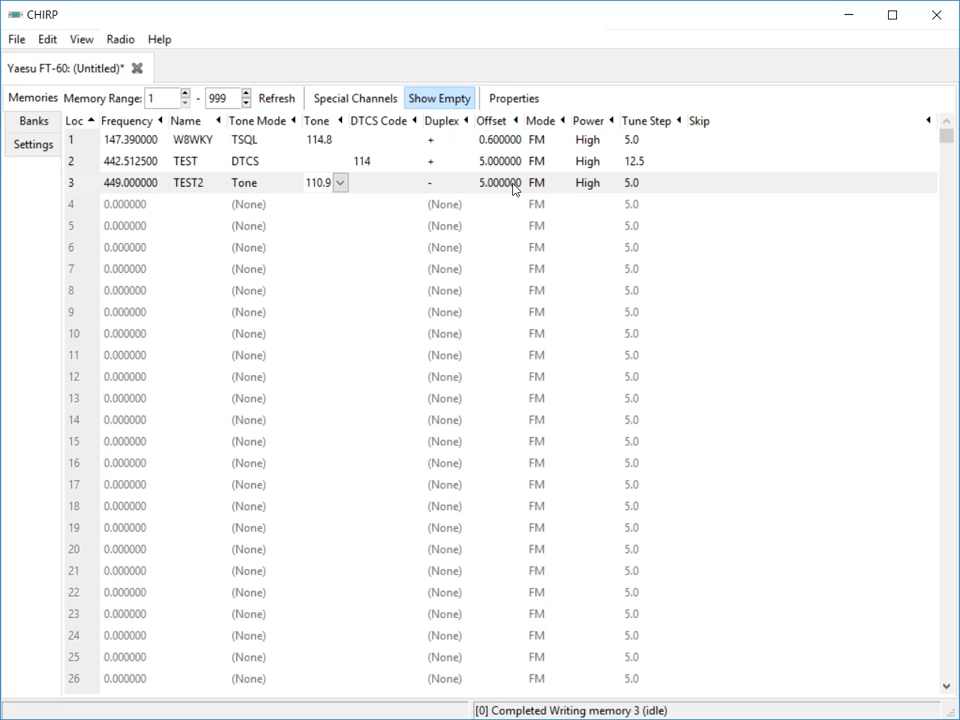 CHIRP
File Edit View Radio Help
Yaesu FT-60: (Untitled)*
Memories Memory Range: 1 - 999 Refresh Special Channels Show Empty Properties
Banks
Settings
Loc Frequency Name Tone Mode Tone DTCS Code Duplex Offset Mode Power Tune Step Skip
1 147.390000 W8WKY TSQL 114.8 + 0.600000 FM High 5.0
2 442.512500 TEST DTCS 114 + 5.000000 FM High 12.5
3 449.000000 TEST2 Tone 110.9 - 5.000000 FM High 5.0
4 0.000000 (None) (None) FM 5.0
5 0.000000 (None) (None) FM 5.0
6 0.000000 (None) (None) FM 5.0
7 0.000000 (None) (None) FM 5.0
8 0.000000 (None) (None) FM 5.0
9 0.000000 (None) (None) FM 5.0
10 0.000000 (None) (None) FM 5.0
11 0.000000 (None) (None) FM 5.0
12 0.000000 (None) (None) FM 5.0
13 0.000000 (None) (None) FM 5.0
14 0.000000 (None) (None) FM 5.0
15 0.000000 (None) (None) FM 5.0
16 0.000000 (None) (None) FM 5.0
17 0.000000 (None) (None) FM 5.0
18 0.000000 (None) (None) FM 5.0
19 0.000000 (None) (None) FM 5.0
20 0.000000 (None) (None) FM 5.0
21 0.000000 (None) (None) FM 5.0
22 0.000000 (None) (None) FM 5.0
23 0.000000 (None) (None) FM 5.0
24 0.000000 (None) (None) FM 5.0
25 0.000000 (None) (None) FM 5.0
26 0.000000 (None) (None) FM 5.0
[0] Completed Writing memory 3 (idle)